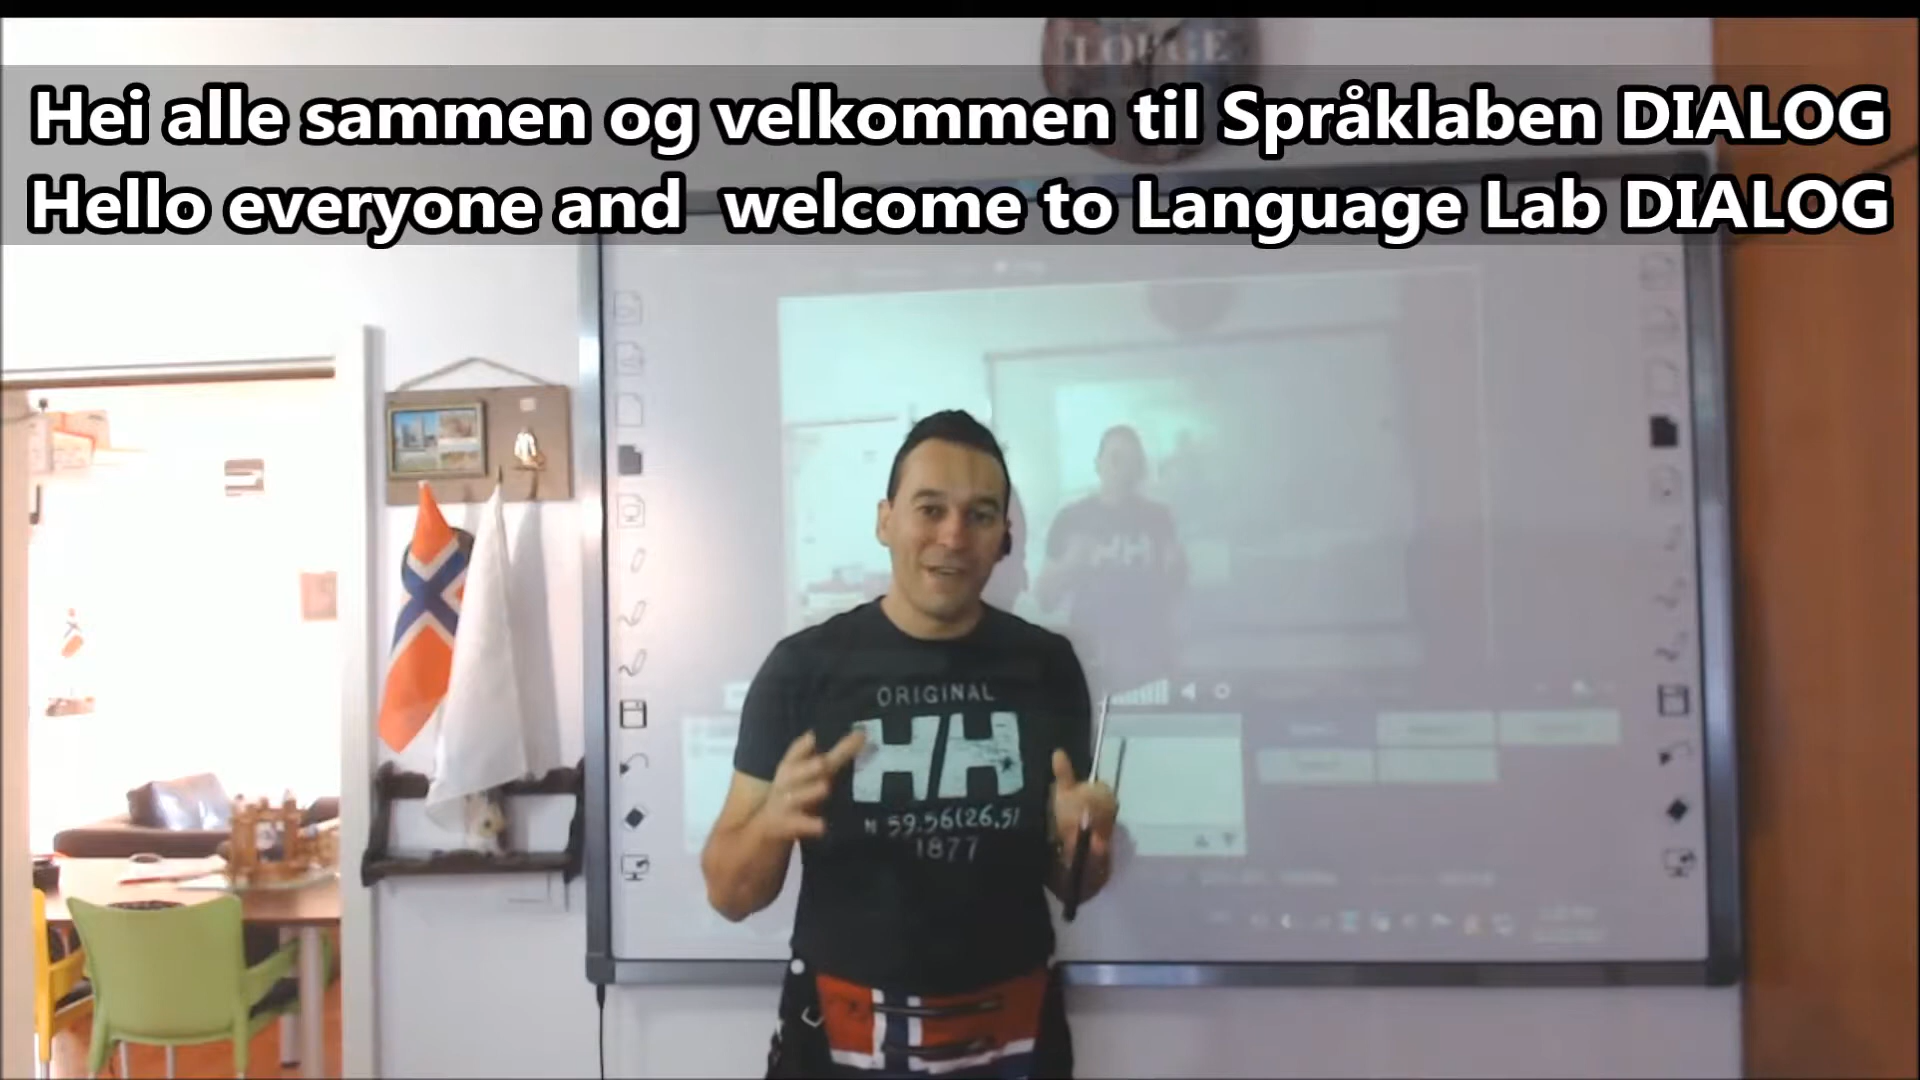 Hei alle sammen og velkommen til Språklaben DIALOG
Hello everyone and welcome to Language Lab DIALOG
ORIGINAL
HH
N 59.56(26,5)
1877